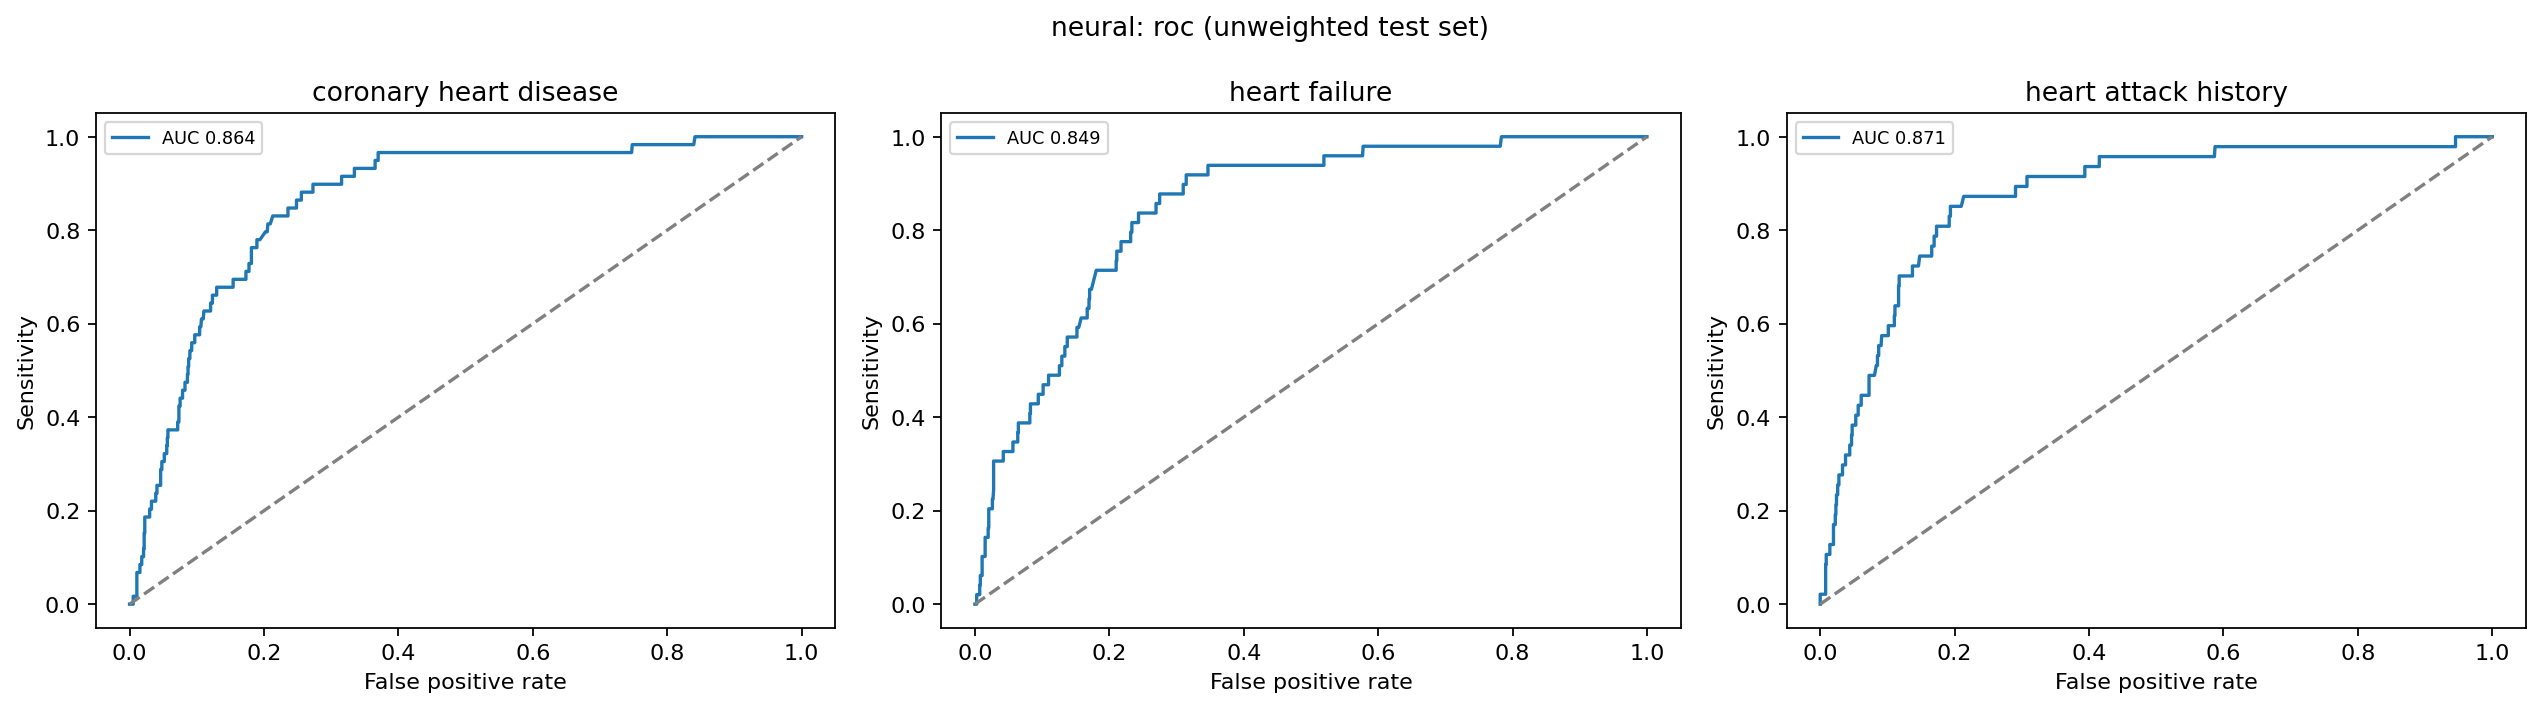 neural: roc (unweighted test set)
coronary heart disease
AUC 0.864
1.0
0.8
0.6
0.4
0.2
0.0
Sensitivity
0.0 0.2 0.4 0.6 0.8 1.0
False positive rate
heart failure
AUC 0.849
1.0
0.8
0.6
0.4
0.2
0.0
Sensitivity
0.0 0.2 0.4 0.6 0.8 1.0
False positive rate
heart attack history
AUC 0.871
1.0
0.8
0.6
0.4
0.2
0.0
Sensitivity
0.0 0.2 0.4 0.6 0.8 1.0
False positive rate